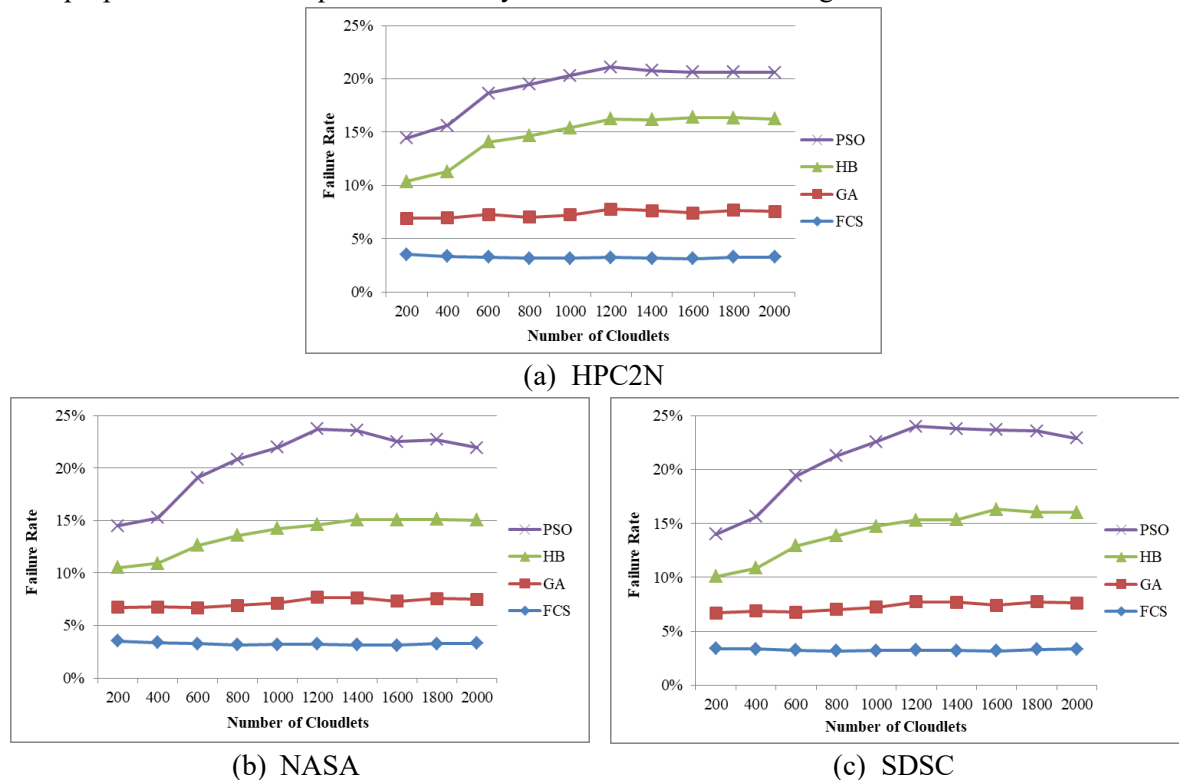 25%
20%
15%
10%
5%
0%
Failure Rate
PSO
HB
GA
FCS
200 400 600 800 1000 1200 1400 1600 1800 2000
Number of Cloudlets
(a) HPC2N
25%
20%
15%
10%
5%
0%
Failure Rate
PSO
HB
GA
FCS
200 400 600 800 1000 1200 1400 1600 1800 2000
Number of Cloudlets
(b) NASA
25%
20%
15%
10%
5%
0%
Failure Rate
PSO
HB
GA
FCS
200 400 600 800 1000 1200 1400 1600 1800 2000
Number of Cloudlets
(c) SDSC